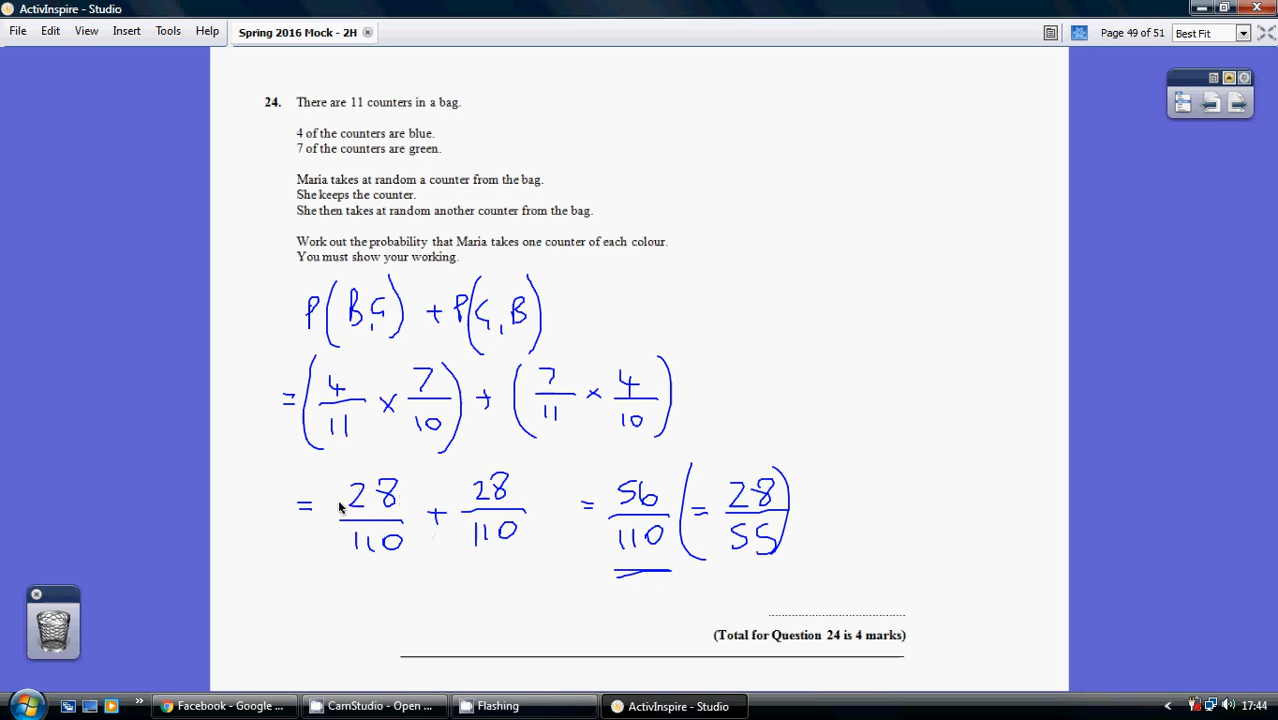 ActivInspire - Studio
File Edit View Insert Tools Help Spring 2016 Mock - 2H Page 49 of 51 Best Fit
24. There are 11 counters in a bag.
4 of the counters are blue.
7 of the counters are green.
Maria takes at random a counter from the bag.
She keeps the counter.
She then takes at random another counter from the bag.
Work out the probability that Maria takes one counter of each colour.
You must show your working.
P(B,G) + P(G,B)
= (4/11 × 7/10) + (7/11 × 4/10)
= 28/110 + 28/110 = 56/110 (= 28/55)
(Total for Question 24 is 4 marks)
» Facebook - Google ... CamStudio - Open ... Flashing ActivInspire - Studio < 17:44